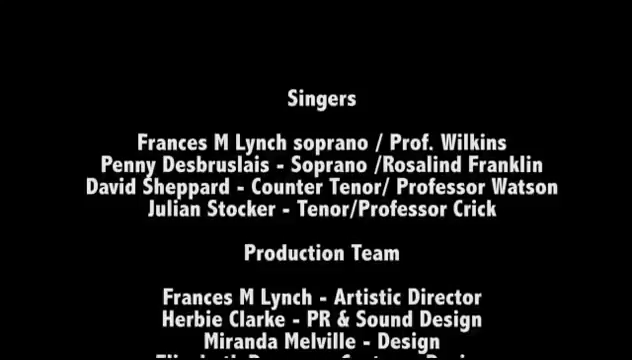 Singers
Frances M Lynch soprano / Prof. Wilkins
Penny Desbruslais - Soprano /Rosalind Franklin
David Sheppard - Counter Tenor/ Professor Watson
Julian Stocker - Tenor/Professor Crick
Production Team
Frances M Lynch - Artistic Director
Herbie Clarke - PR & Sound Design
Miranda Melville - Design